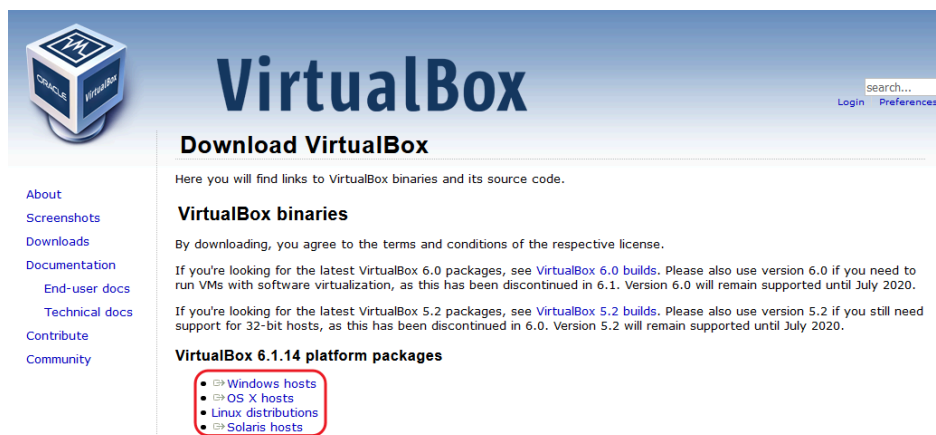 ORACLE
VirtualBox
VirtualBox
search...
Login Preferences
Download VirtualBox
Here you will find links to VirtualBox binaries and its source code.
About
Screenshots
Downloads
Documentation
End-user docs
Technical docs
Contribute
Community
VirtualBox binaries
By downloading, you agree to the terms and conditions of the respective license.
If you're looking for the latest VirtualBox 6.0 packages, see VirtualBox 6.0 builds. Please also use version 6.0 if you need to
run VMs with software virtualization, as this has been discontinued in 6.1. Version 6.0 will remain supported until July 2020.
If you're looking for the latest VirtualBox 5.2 packages, see VirtualBox 5.2 builds. Please also use version 5.2 if you still need
support for 32-bit hosts, as this has been discontinued in 6.0. Version 5.2 will remain supported until July 2020.
VirtualBox 6.1.14 platform packages
Windows hosts
OS X hosts
Linux distributions
Solaris hosts